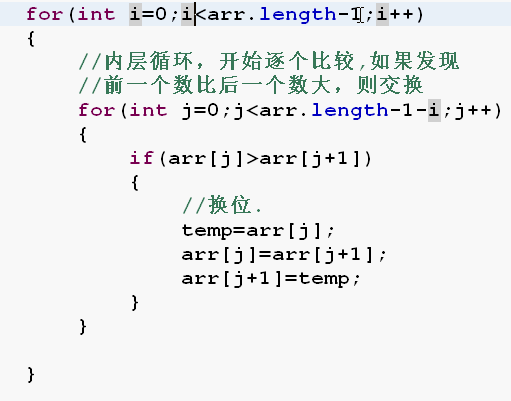 for(int i=0;i<arr.length-1;i++)
{
//内层循环，开始逐个比较,如果发现
//前一个数比后一个数大，则交换
for(int j=0;j<arr.length-1-i;j++)
{
if(arr[j]>arr[j+1])
{
//换位.
temp=arr[j];
arr[j]=arr[j+1];
arr[j+1]=temp;
}
}
}